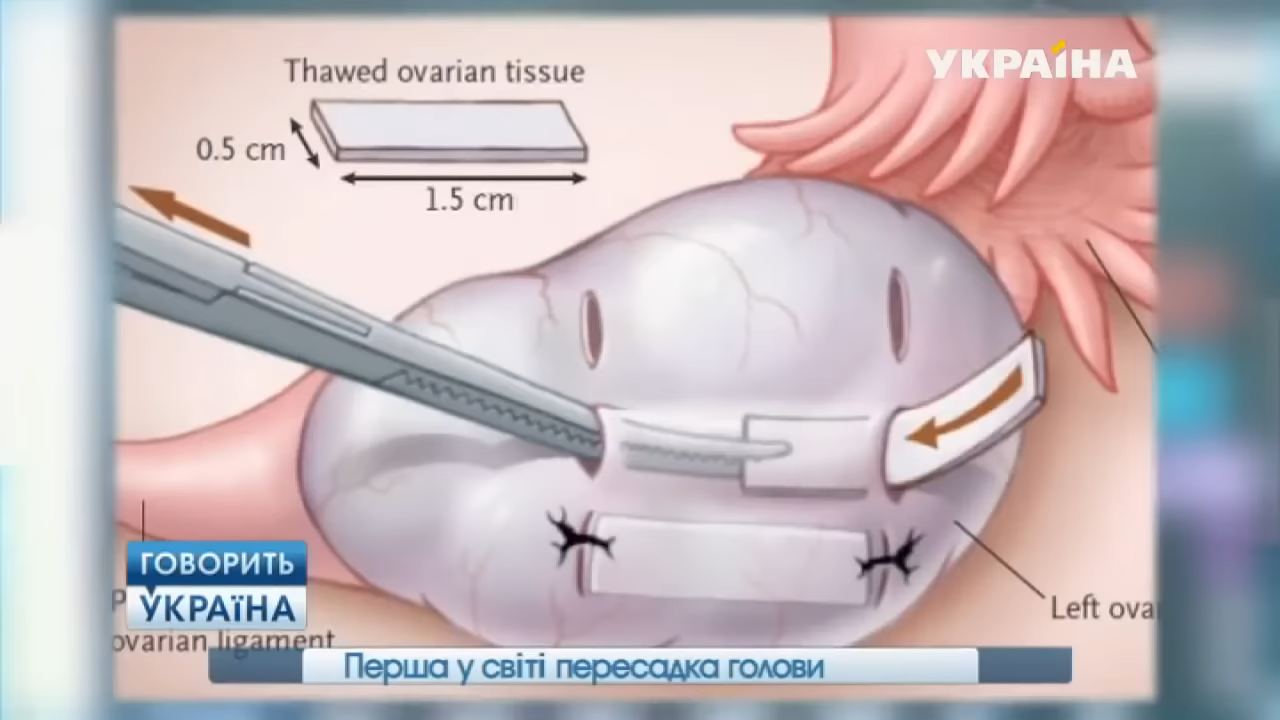 УКРАЇНА
Thawed ovarian tissue
0.5 cm
1.5 cm
Left ova
ГОВОРИТЬ
УКРАЇНА
ovarian ligament
Перша у світі пересадка голови